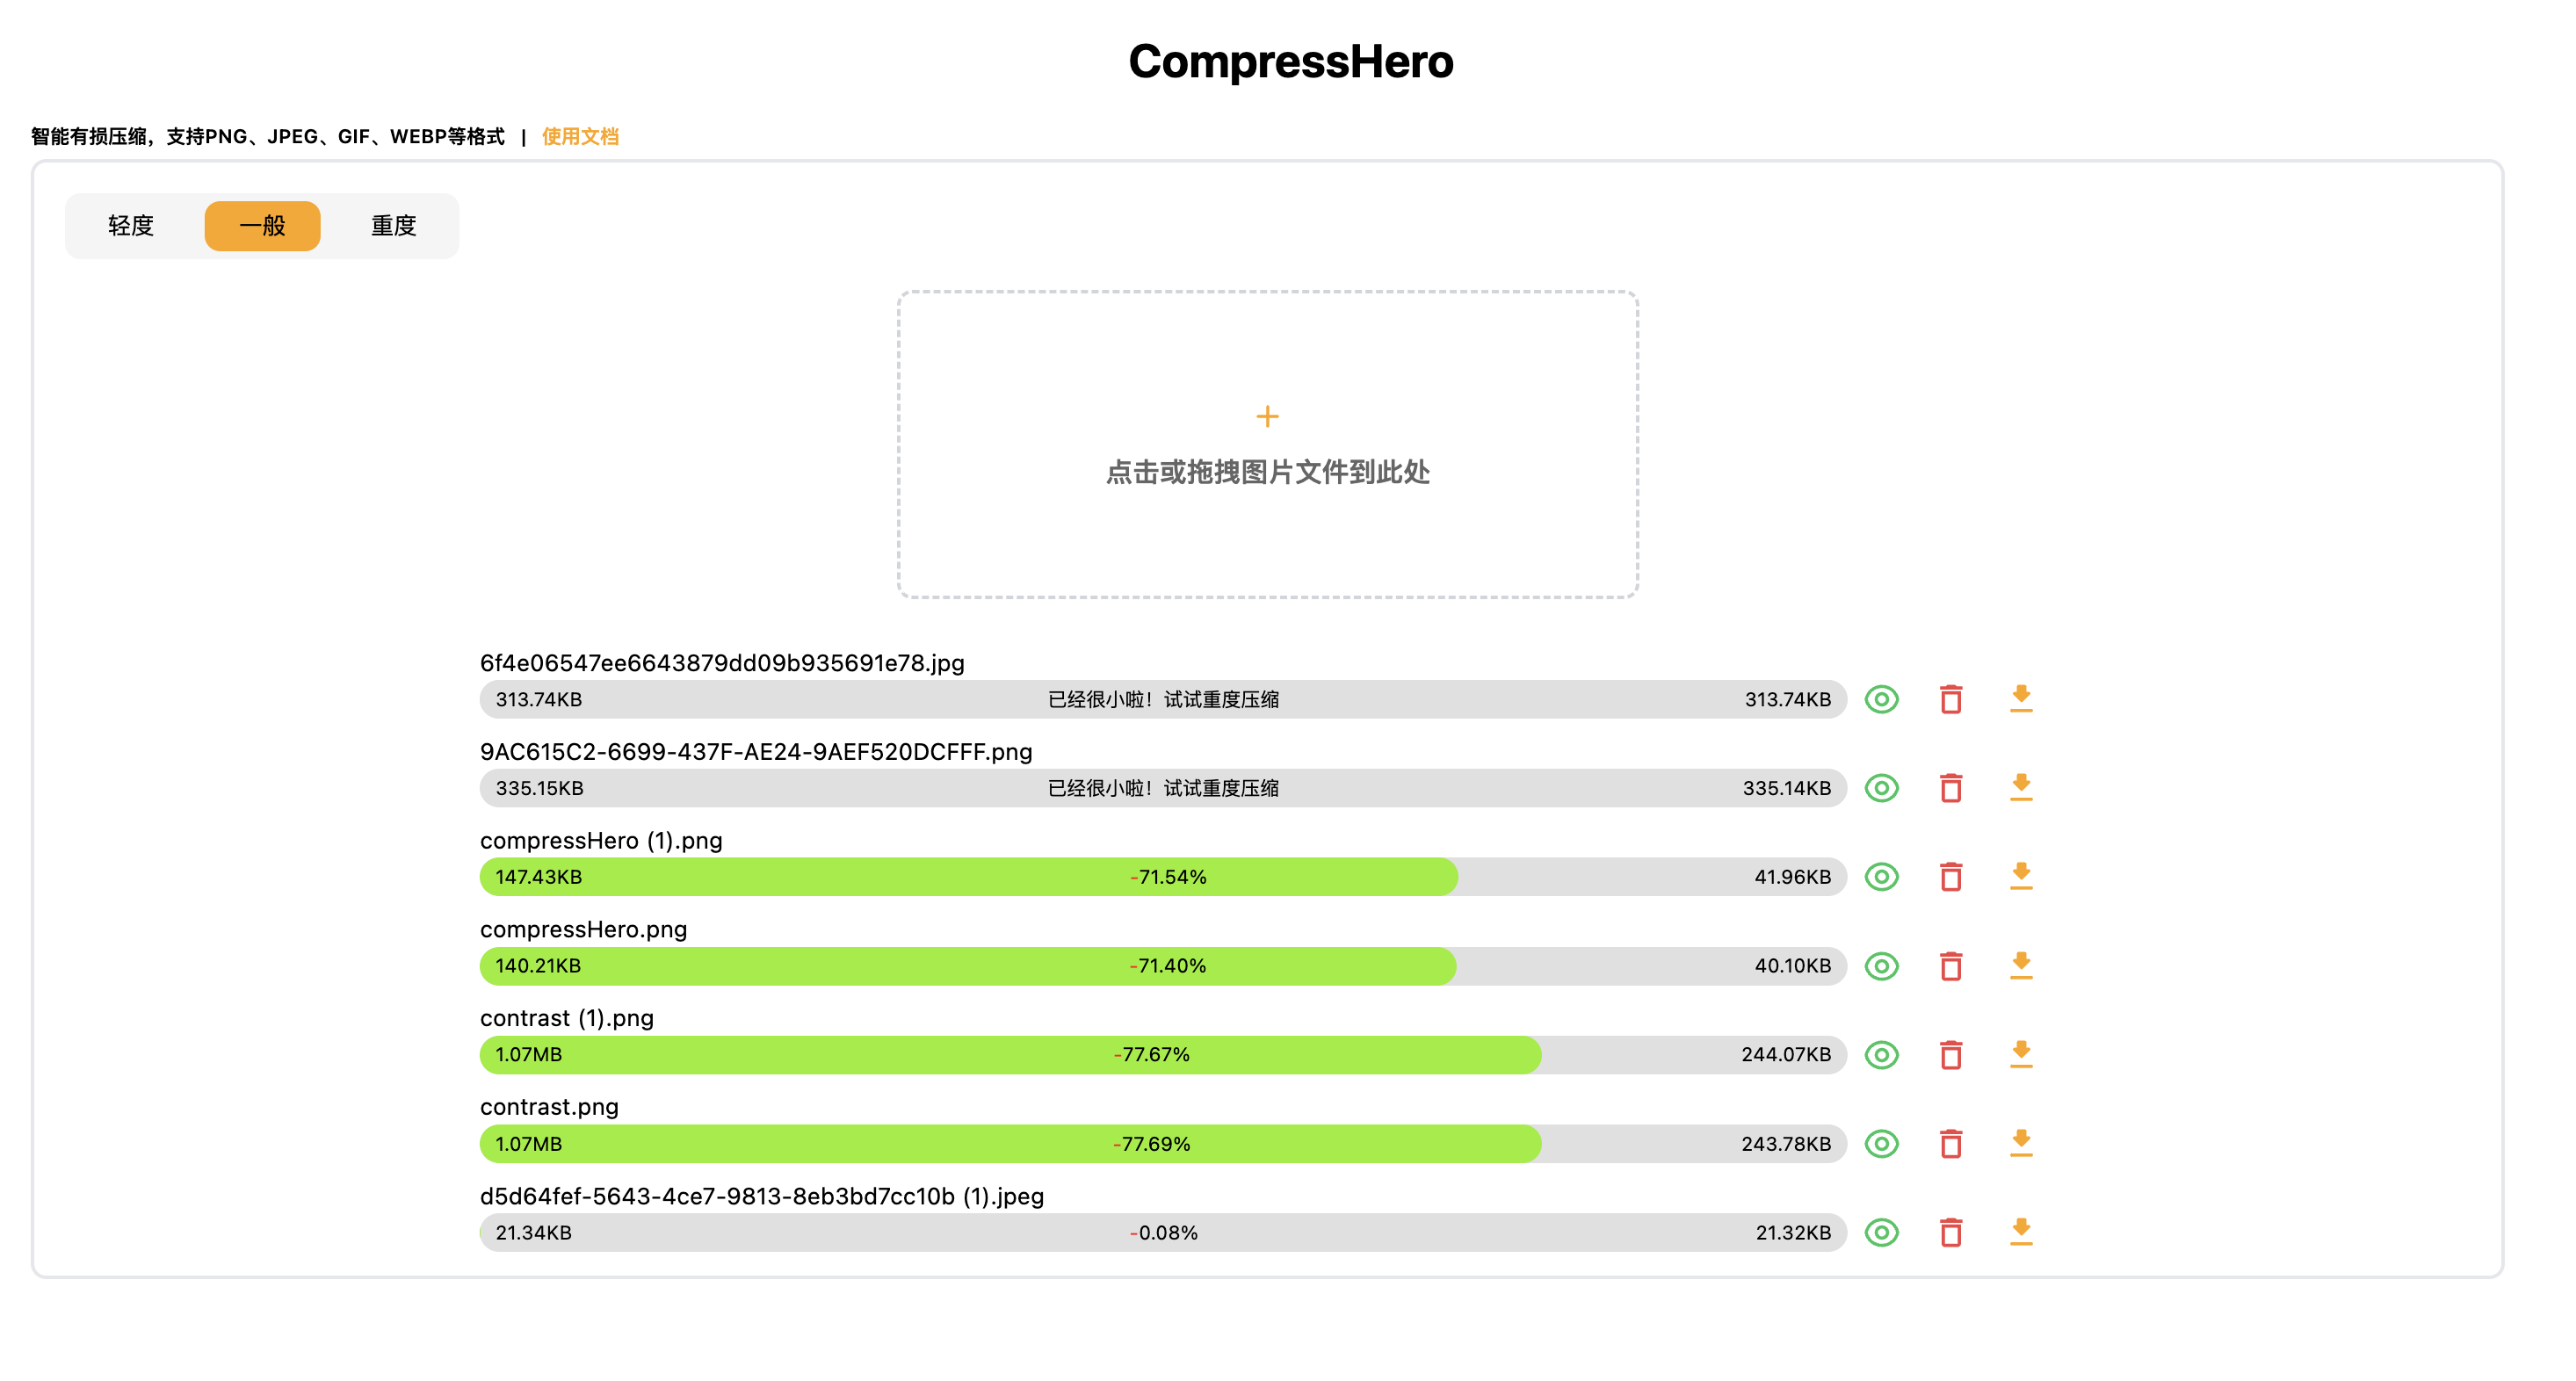 CompressHero
智能有损压缩，支持PNG、JPEG、GIF、WEBP等格式 | 使用文档
轻度 一般 重度
+
点击或拖拽图片文件到此处
6f4e06547ee6643879dd09b935691e78.jpg
313.74KB 已经很小啦！试试重度压缩 313.74KB
9AC615C2-6699-437F-AE24-9AEF520DCFFF.png
335.15KB 已经很小啦！试试重度压缩 335.14KB
compressHero (1).png
147.43KB -71.54% 41.96KB
compressHero.png
140.21KB -71.40% 40.10KB
contrast (1).png
1.07MB -77.67% 244.07KB
contrast.png
1.07MB -77.69% 243.78KB
d5d64fef-5643-4ce7-9813-8eb3bd7cc10b (1).jpeg
21.34KB -0.08% 21.32KB